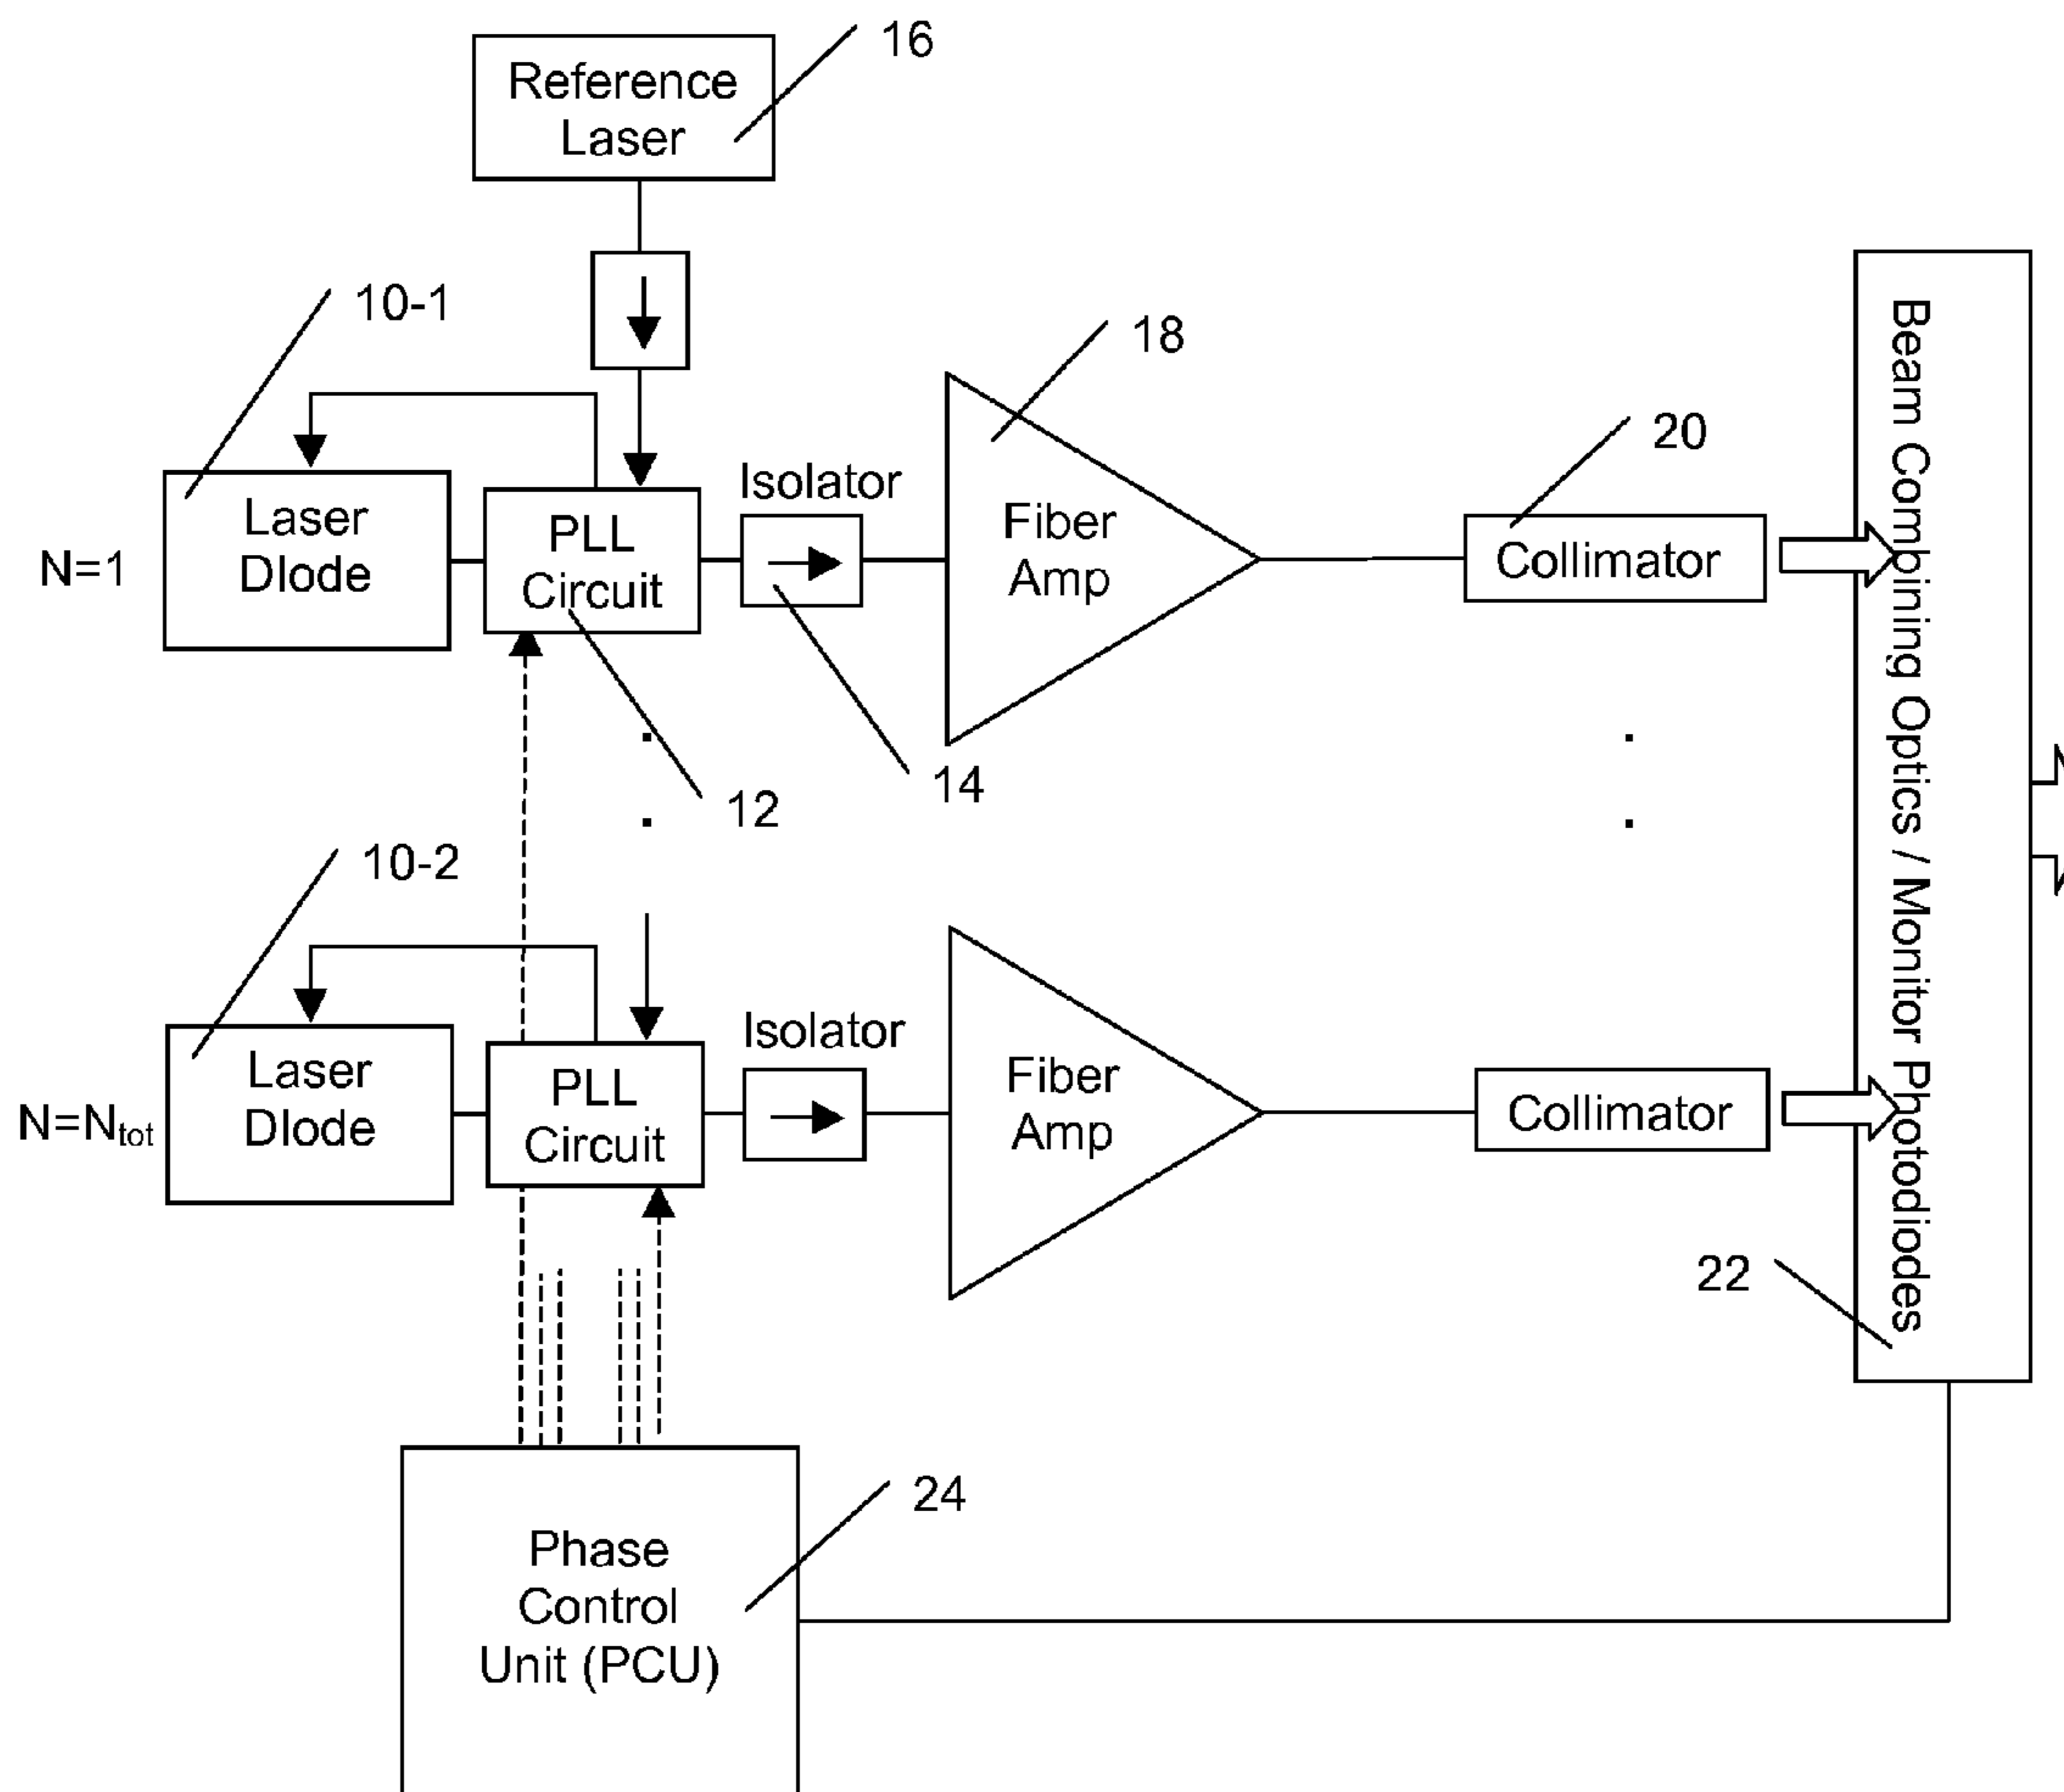 16
Reference
Laser
10-1
18
20
Isolator
Laser
DIode
PLL
Circuit
Fiber
Amp
Collimator
N=1
14
12
Beam Combining Optics / Monitor Photodiodes
10-2
Isolator
Laser
DIode
PLL
Circuit
Fiber
Amp
Collimator
N=Ntot
22
24
Phase
Control
Unit (PCU)